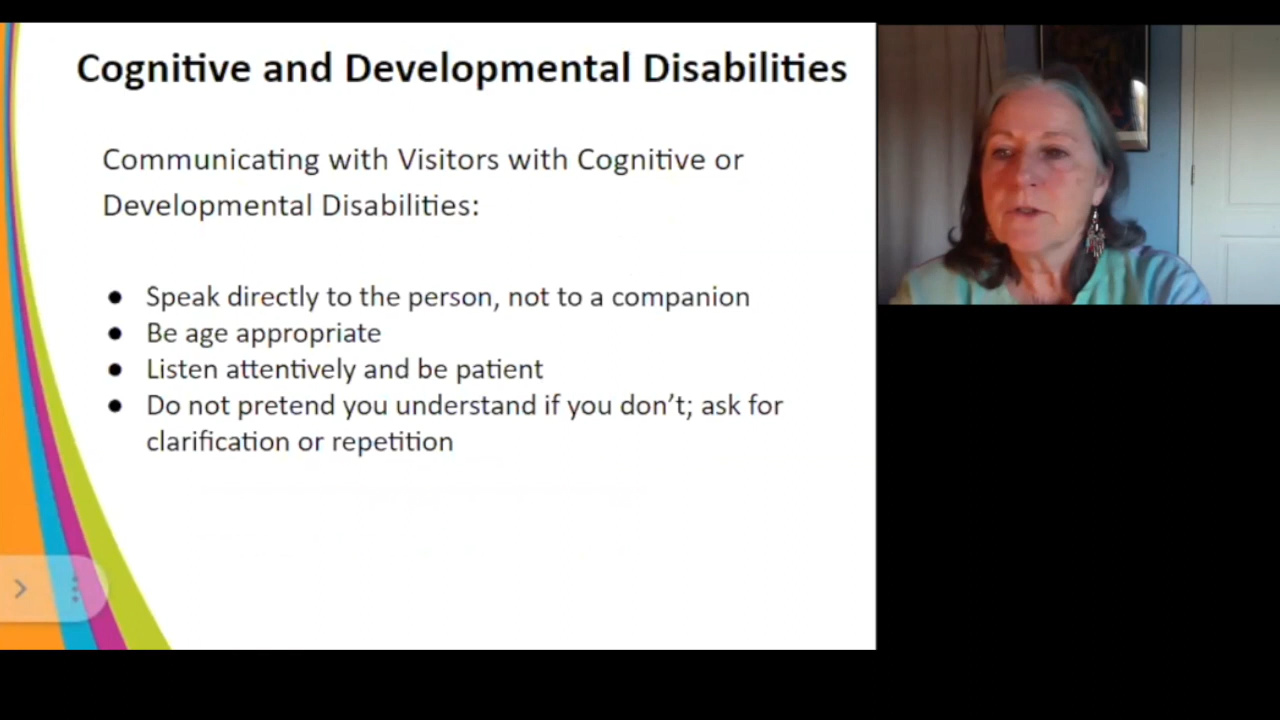 Cognitive and Developmental Disabilities
Communicating with Visitors with Cognitive or
Developmental Disabilities:
● Speak directly to the person, not to a companion
● Be age appropriate
● Listen attentively and be patient
● Do not pretend you understand if you don’t; ask for
clarification or repetition